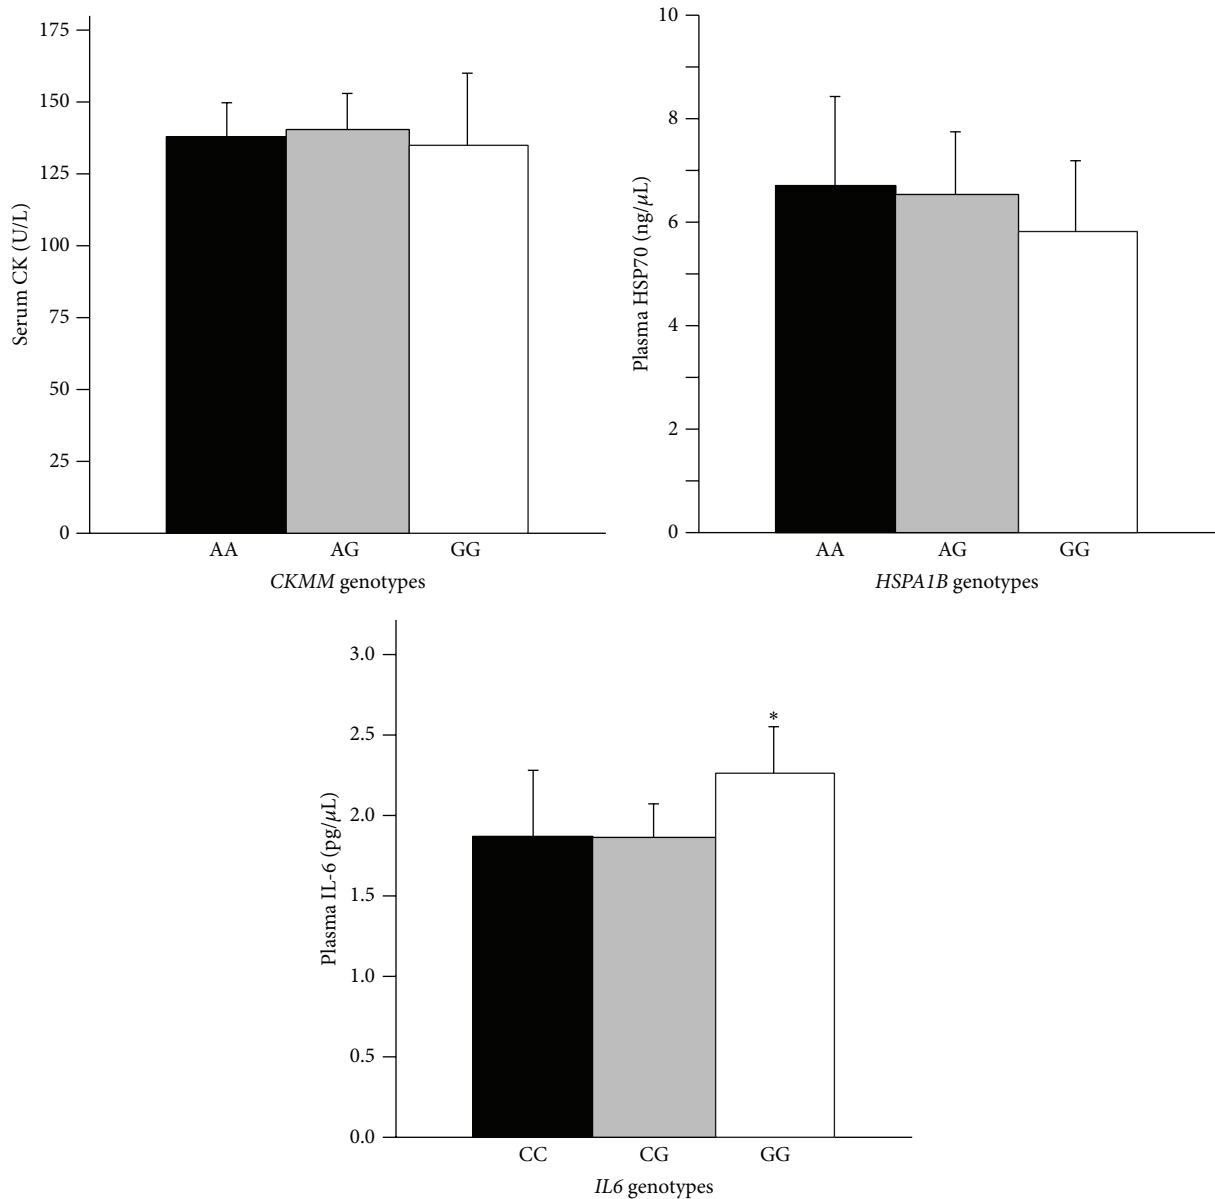 175
150
125
100
75
50
25
0
Serum CK (U/L)
AA AG GG
CKMM genotypes
10
8
6
4
2
0
Plasma HSP70 (ng/μL)
AA AG GG
HSPA1B genotypes
3.0
2.5
2.0
1.5
1.0
0.5
0.0
Plasma IL-6 (pg/μL)
*
CC CG GG
IL6 genotypes